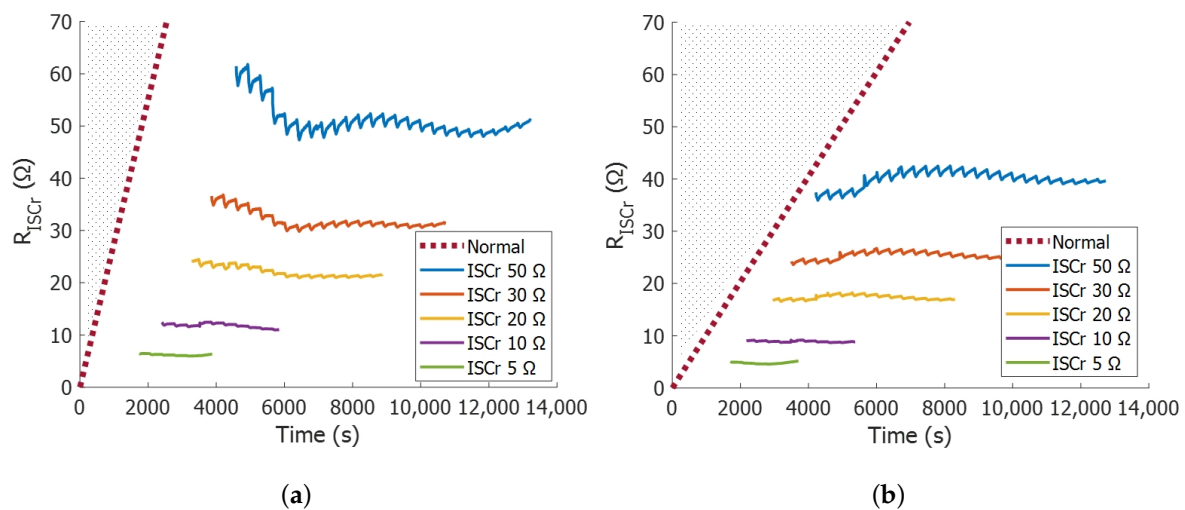 70
60
50
40
30
20
10
0
R_ISCr (Ω)
0 2000 4000 6000 8000 10,000 12,000 14,000
Time (s)
Normal
ISCr 50 Ω
ISCr 30 Ω
ISCr 20 Ω
ISCr 10 Ω
ISCr 5 Ω
(a)
70
60
50
40
30
20
10
0
R_ISCr (Ω)
0 2000 4000 6000 8000 10,000 12,000 14,000
Time (s)
Normal
ISCr 50 Ω
ISCr 30 Ω
ISCr 20 Ω
ISCr 10 Ω
ISCr 5 Ω
(b)